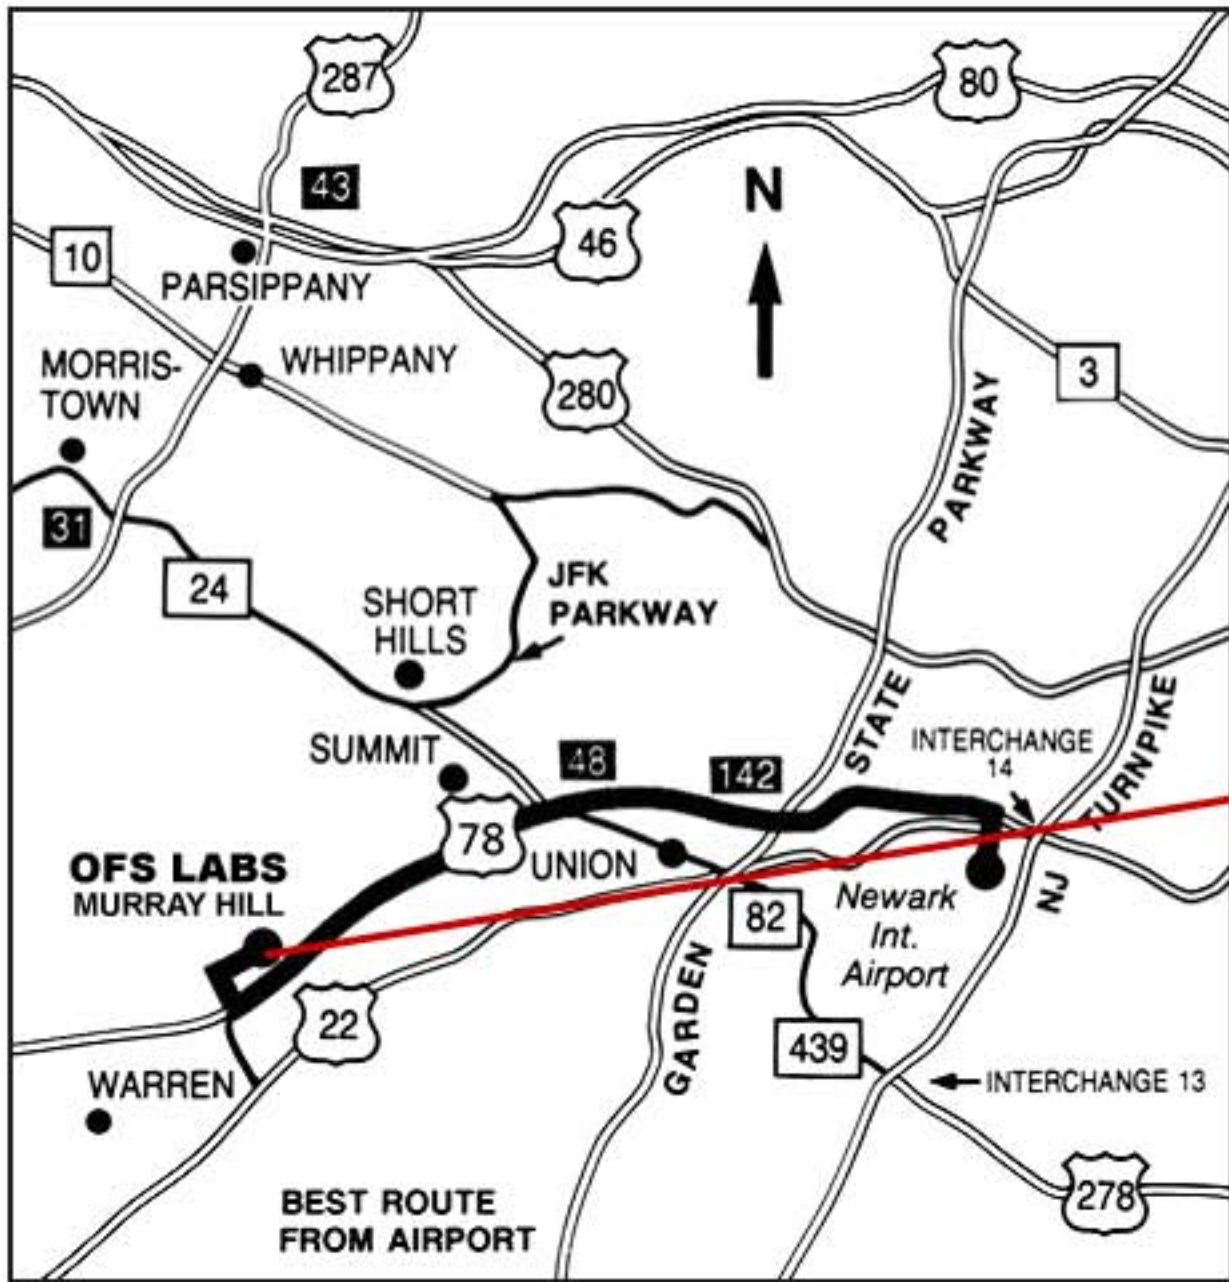 287
80
43
N
46
10
PARSIPPANY
WHIPPANY
MORRIS-
TOWN
280
3
PARKWAY
31
24
JFK
PARKWAY
SHORT
HILLS
STATE
INTERCHANGE
14
TURNPIKE
SUMMIT
48
142
78
UNION
OFS LABS
MURRAY HILL
82
Newark
Int.
Airport
NJ
GARDEN
22
439
WARREN
INTERCHANGE 13
278
BEST ROUTE
FROM AIRPORT